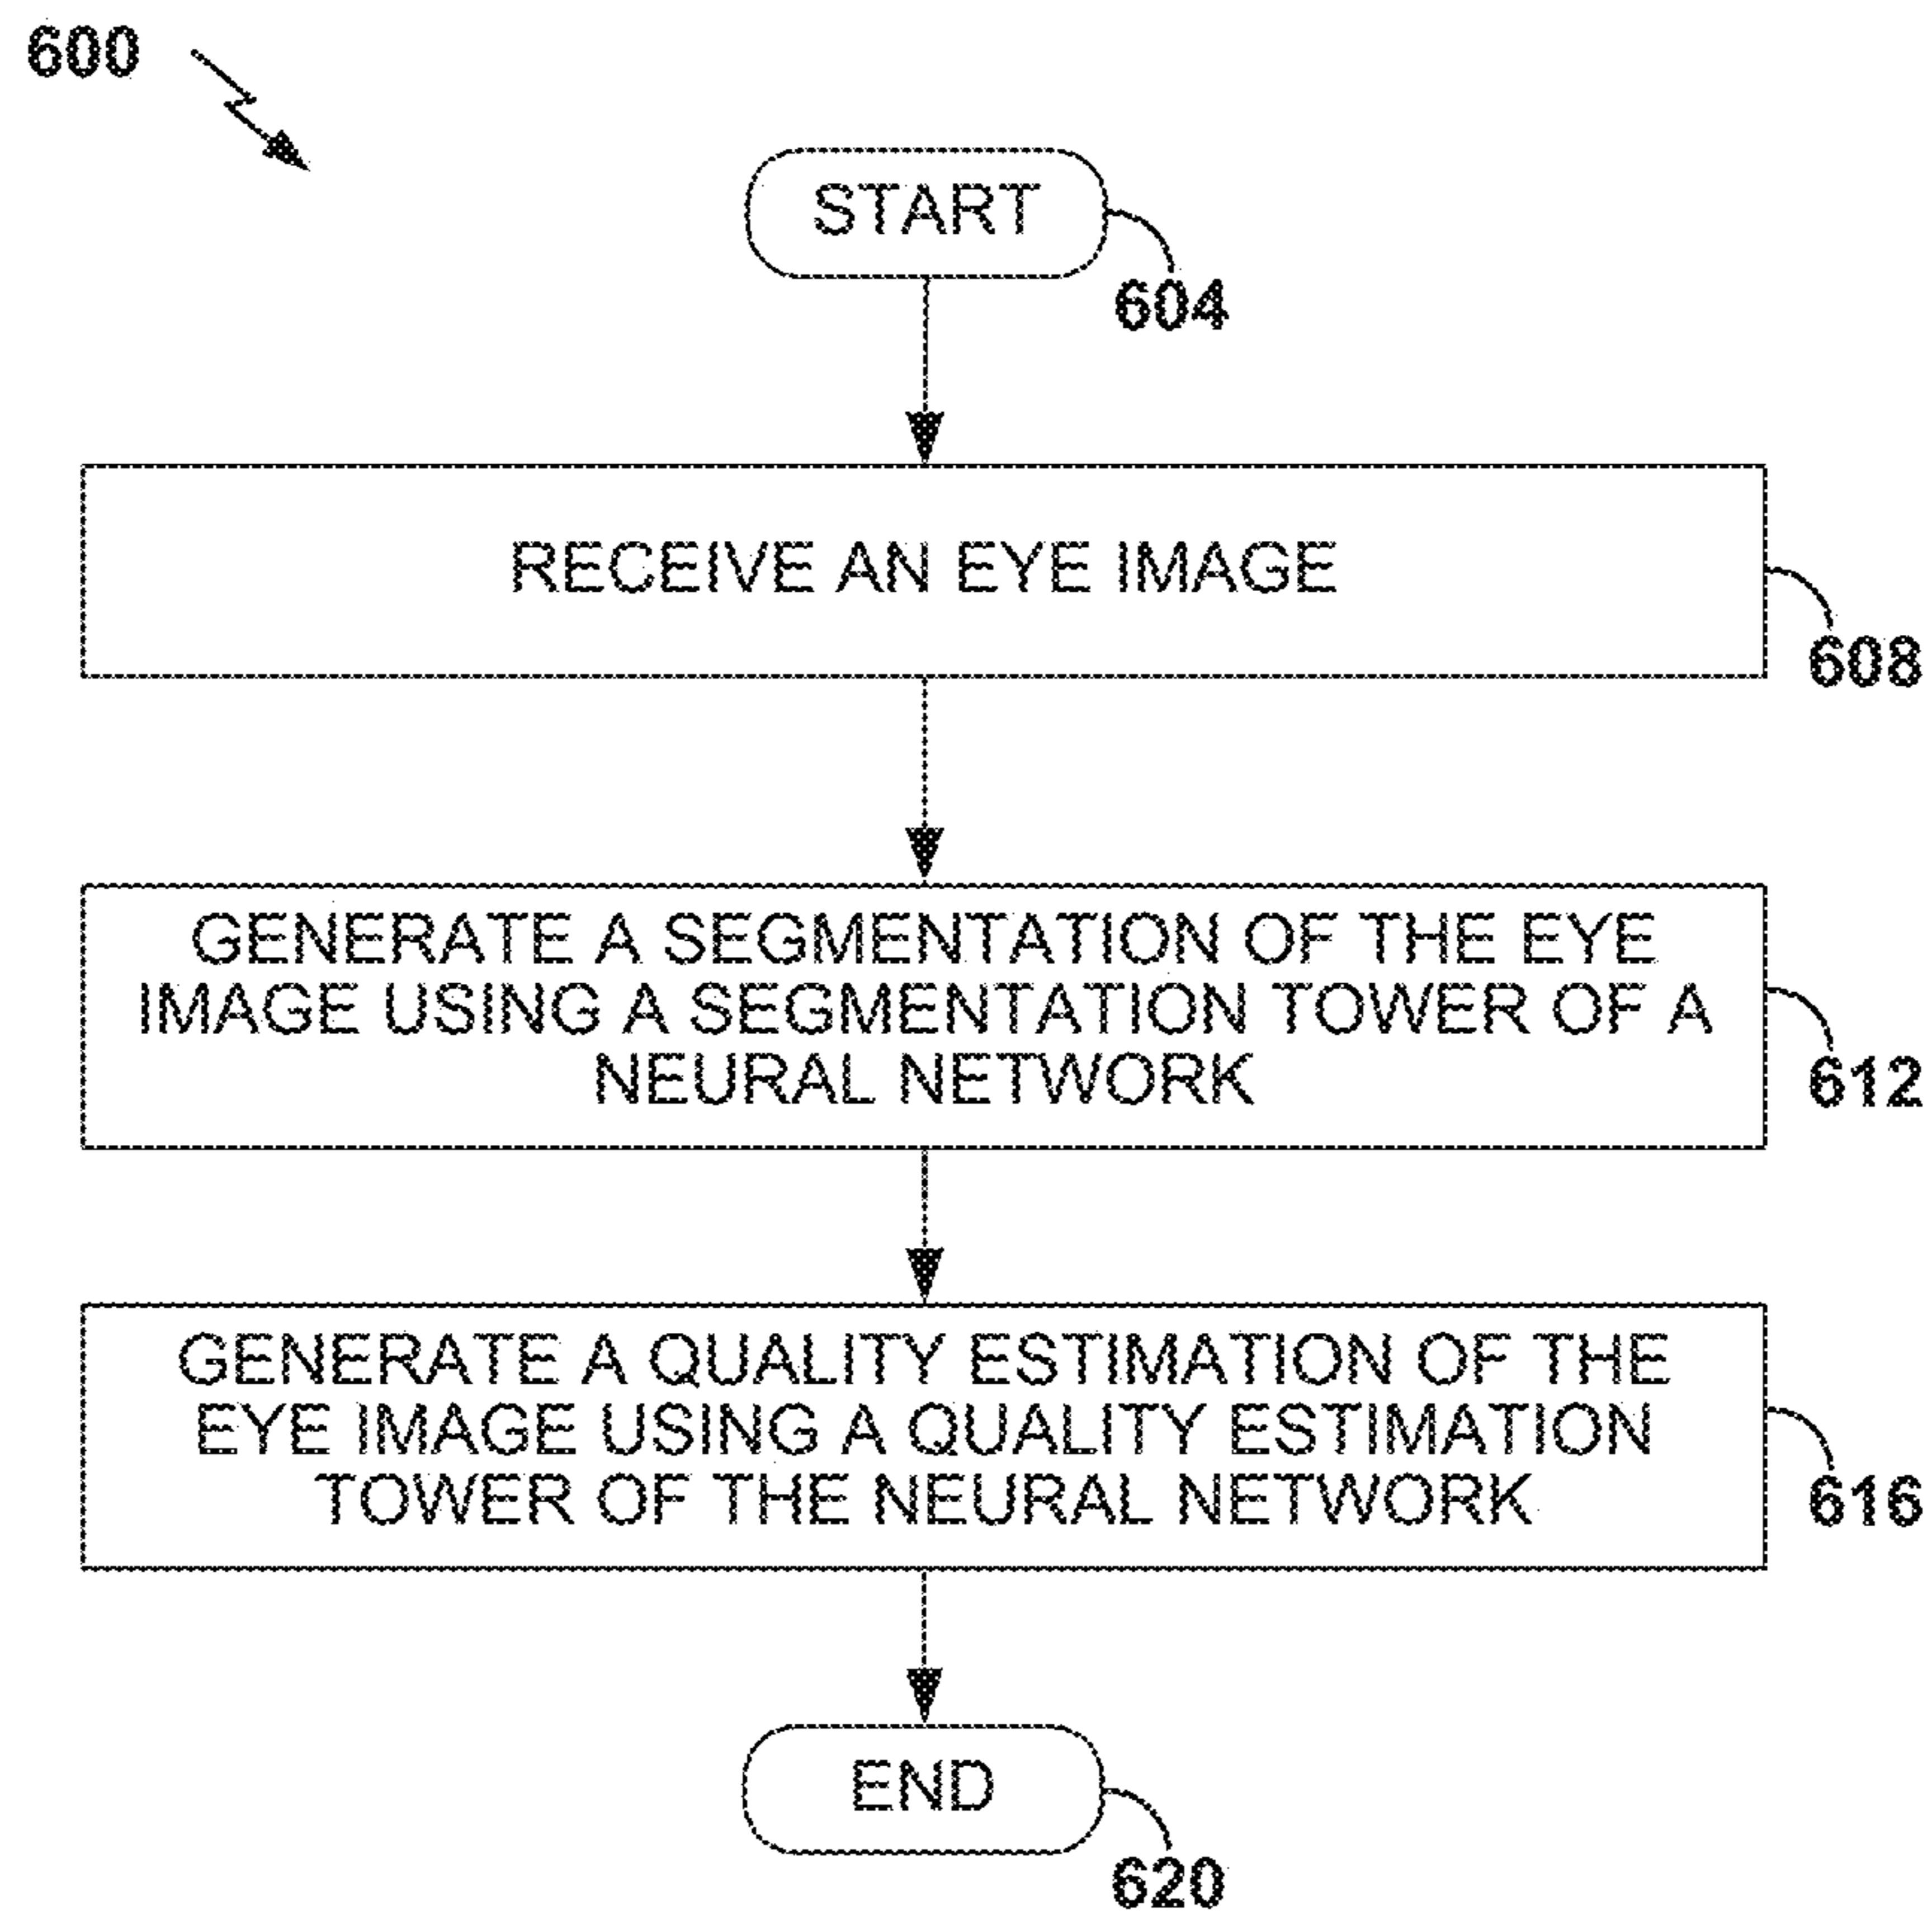 600
START
604
RECEIVE AN EYE IMAGE
608
GENERATE A SEGMENTATION OF THE EYE
IMAGE USING A SEGMENTATION TOWER OF A
NEURAL NETWORK
612
GENERATE A QUALITY ESTIMATION OF THE
EYE IMAGE USING A QUALITY ESTIMATION
TOWER OF THE NEURAL NETWORK
616
END
620